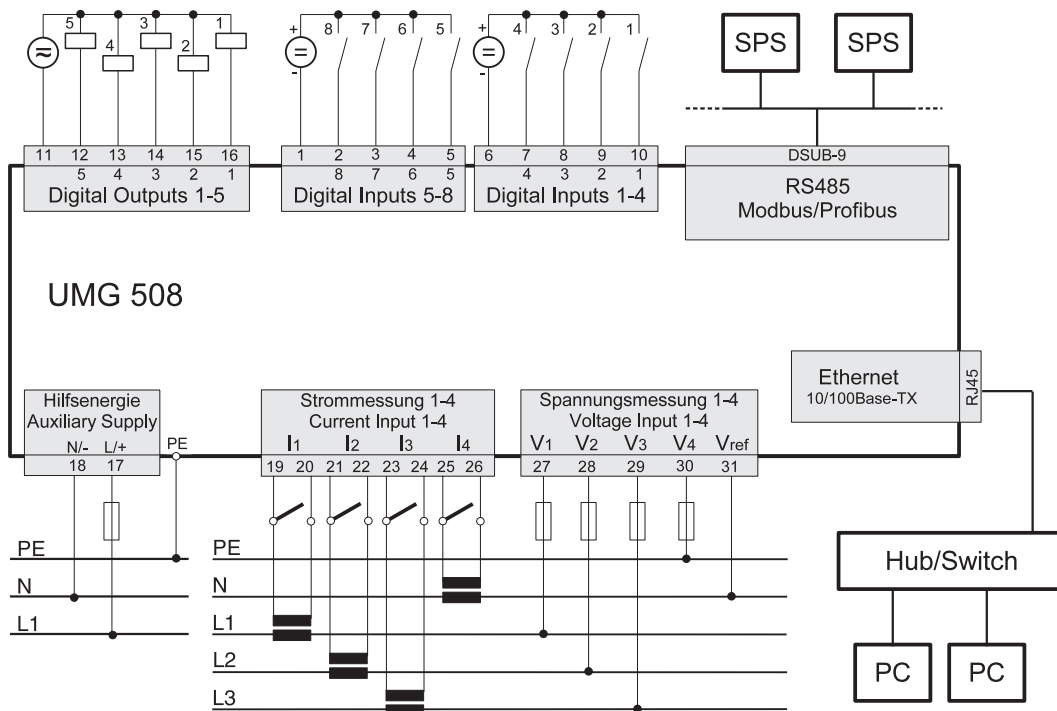 5 3 1
4 2
+ 8 7 6 5
-
+ 4 3 2 1
-
SPS SPS
11 12 13 14 15 16
5 4 3 2 1
Digital Outputs 1-5
1 2 3 4 5
8 7 6 5
Digital Inputs 5-8
6 7 8 9 10
4 3 2 1
Digital Inputs 1-4
DSUB-9
RS485
Modbus/Profibus
UMG 508
Ethernet
10/100Base-TX
RJ45
Hilfsenergie
Auxiliary Supply
N/- L/+
18 17
PE
Strommessung 1-4
Current Input 1-4
I1 I2 I3 I4
19 20 21 22 23 24 25 26
Spannungsmessung 1-4
Voltage Input 1-4
V1 V2 V3 V4 Vref
27 28 29 30 31
PE
N
L1
PE
N
L1
L2
L3
Hub/Switch
PC PC